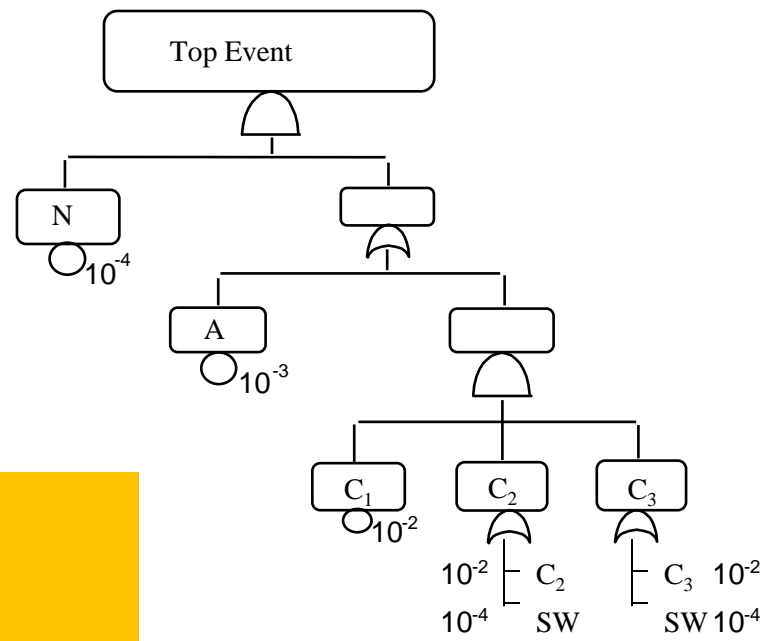 Top Event
N
10⁻⁴
A
10⁻³
C₁
C₂
C₃
10⁻²
10⁻² C₂
C₃ 10⁻²
10⁻⁴ SW
SW 10⁻⁴